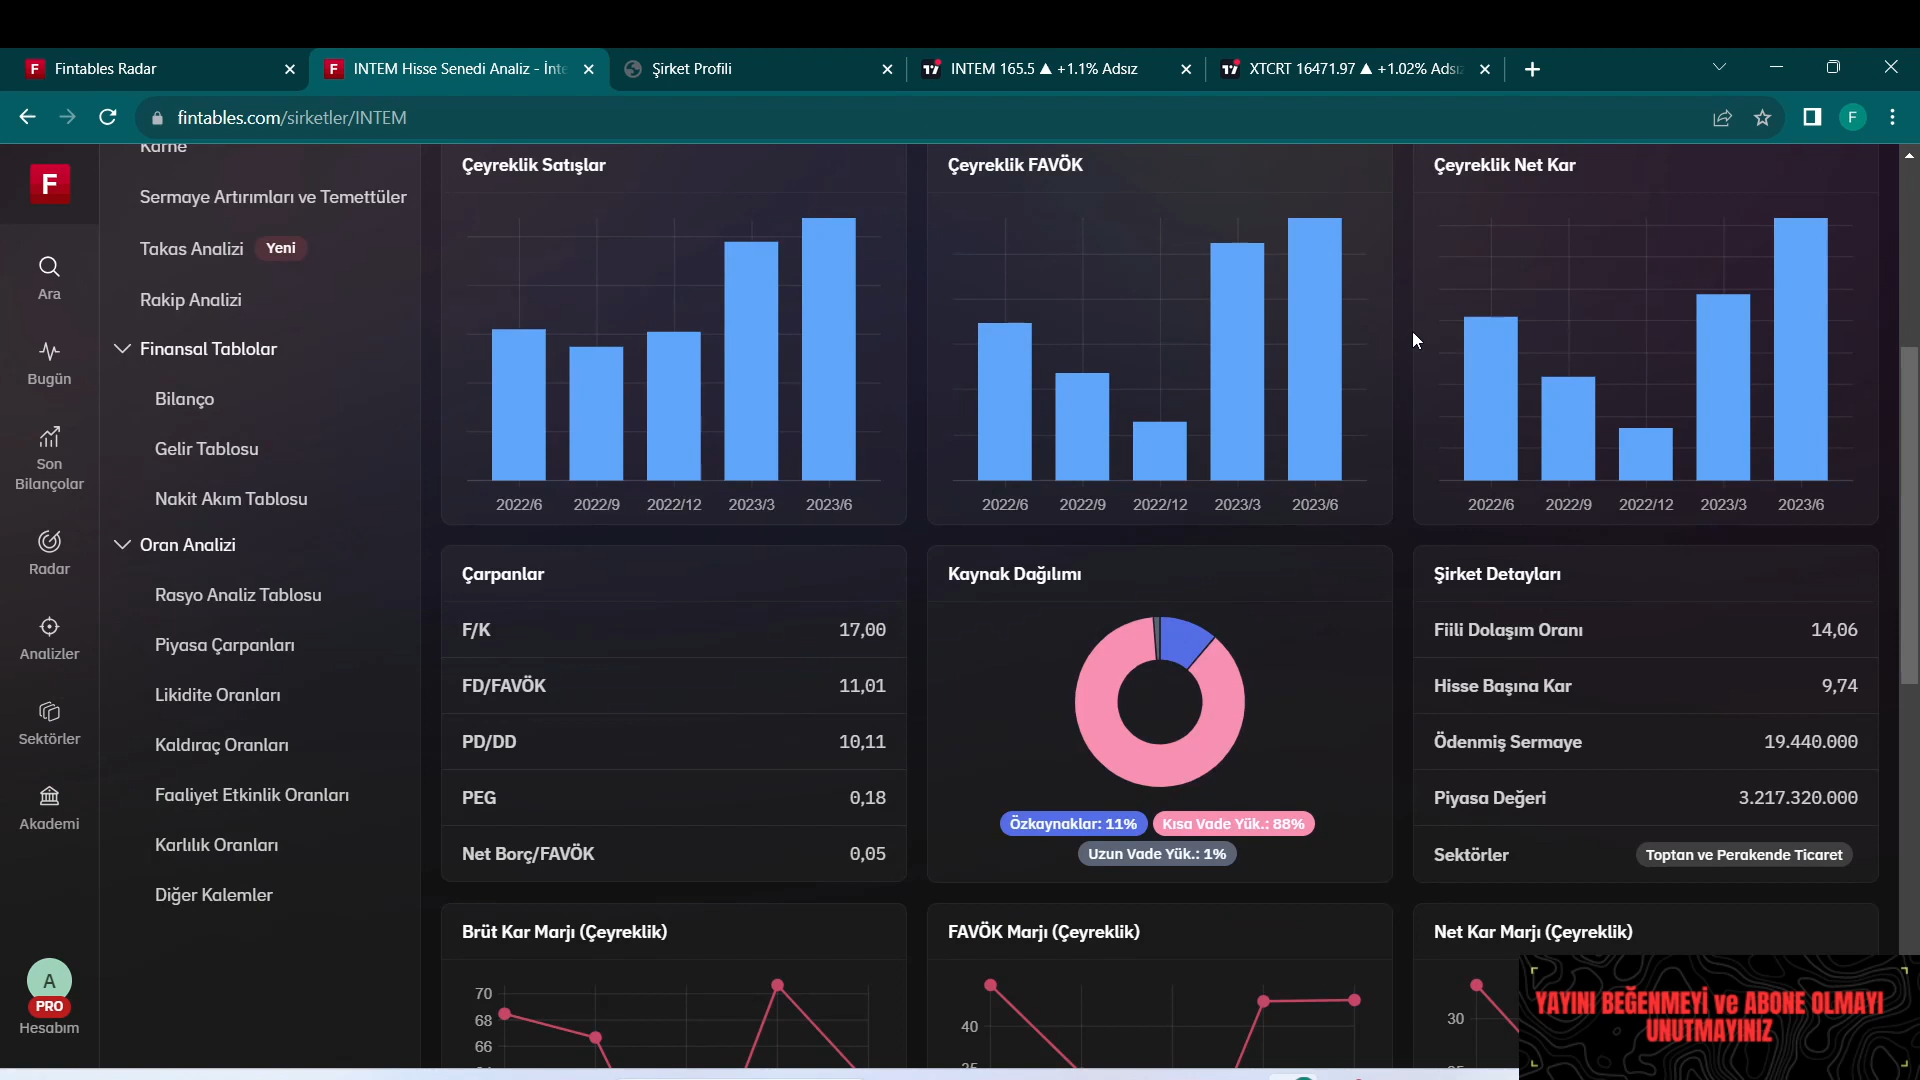 Fintables Radar
INTEM Hisse Senedi Analiz - İnte
Şirket Profili
INTEM 165.5 ▲ +1.1% Adsız
XTCRT 16471.97 ▲ +1.02% Adsız
fintables.com/sirketler/INTEM
F
F
Ara
Bugün
Son
Bilançolar
Radar
Analizler
Sektörler
Akademi
A
PRO
Hesabım
Karne
Sermaye Artırımları ve Temettüler
Takas Analizi Yeni
Rakip Analizi
Finansal Tablolar
Bilanço
Gelir Tablosu
Nakit Akım Tablosu
Oran Analizi
Rasyo Analiz Tablosu
Piyasa Çarpanları
Likidite Oranları
Kaldıraç Oranları
Faaliyet Etkinlik Oranları
Karlılık Oranları
Diğer Kalemler
Çeyreklik Satışlar
2022/6 2022/9 2022/12 2023/3 2023/6
Çeyreklik FAVÖK
2022/6 2022/9 2022/12 2023/3 2023/6
Çeyreklik Net Kar
2022/6 2022/9 2022/12 2023/3 2023/6
Çarpanlar
F/K 17,00
FD/FAVÖK 11,01
PD/DD 10,11
PEG 0,18
Net Borç/FAVÖK 0,05
Kaynak Dağılımı
Özkaynaklar: 11% Kısa Vade Yük.: 88%
Uzun Vade Yük.: 1%
Şirket Detayları
Fiili Dolaşım Oranı 14,06
Hisse Başına Kar 9,74
Ödenmiş Sermaye 19.440.000
Piyasa Değeri 3.217.320.000
Sektörler Toptan ve Perakende Ticaret
Brüt Kar Marjı (Çeyreklik)
70
68
66
FAVÖK Marjı (Çeyreklik)
40
Net Kar Marjı (Çeyreklik)
30
YAYINI BEĞENMEYİ ve ABONE OLMAYI
UNUTMAYINIZ